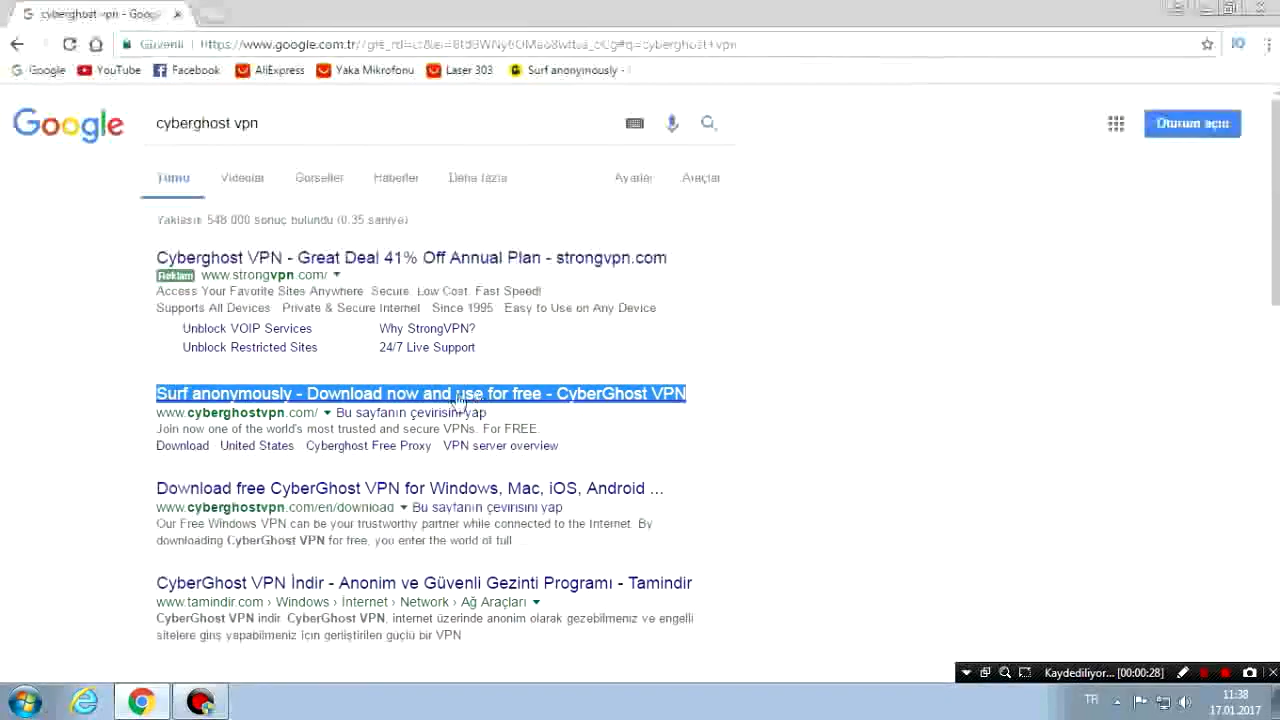 cyberghost vpn - Goog
Güvenli
Google YouTube Facebook AliExpress Yaka Mikrofonu Laser 303 Surf anonymously -
Google cyberghost vpn Oturum açın
Tümü Videolar Görseller Haberler Daha fazla Ayarlar Araçlar
Yaklaşık 548.000 sonuç bulundu (0,35 saniye)
Cyberghost VPN - Great Deal 41% Off Annual Plan - strongvpn.com
Reklam www.strongvpn.com/
Access Your Favorite Sites Anywhere. Secure. Low Cost. Fast Speed!
Supports All Devices Private & Secure Internet Since 1995 Easy to Use on Any Device
Unblock VOIP Services Why StrongVPN?
Unblock Restricted Sites 24/7 Live Support
Surf anonymously - Download now and use for free - CyberGhost VPN
www.cyberghostvpn.com/ Bu sayfanın çevirisini yap
Join now one of the world's most trusted and secure VPNs. For FREE.
Download United States Cyberghost Free Proxy VPN server overview
Download free CyberGhost VPN for Windows, Mac, iOS, Android ...
www.cyberghostvpn.com/en/download Bu sayfanın çevirisini yap
Our Free Windows VPN can be your trustworthy partner while connected to the Internet. By
downloading CyberGhost VPN for free, you enter the world of full ...
CyberGhost VPN İndir - Anonim ve Güvenli Gezinti Programı - Tamindir
www.tamindir.com › Windows › İnternet › Network › Ağ Araçları
CyberGhost VPN indir. CyberGhost VPN, internet üzerinde anonim olarak gezebilmeniz ve engelli
sitelere giriş yapabilmeniz için geliştirilen güçlü bir VPN
Kaydediliyor... [00:00:28]
TR 11:38
17.01.2017